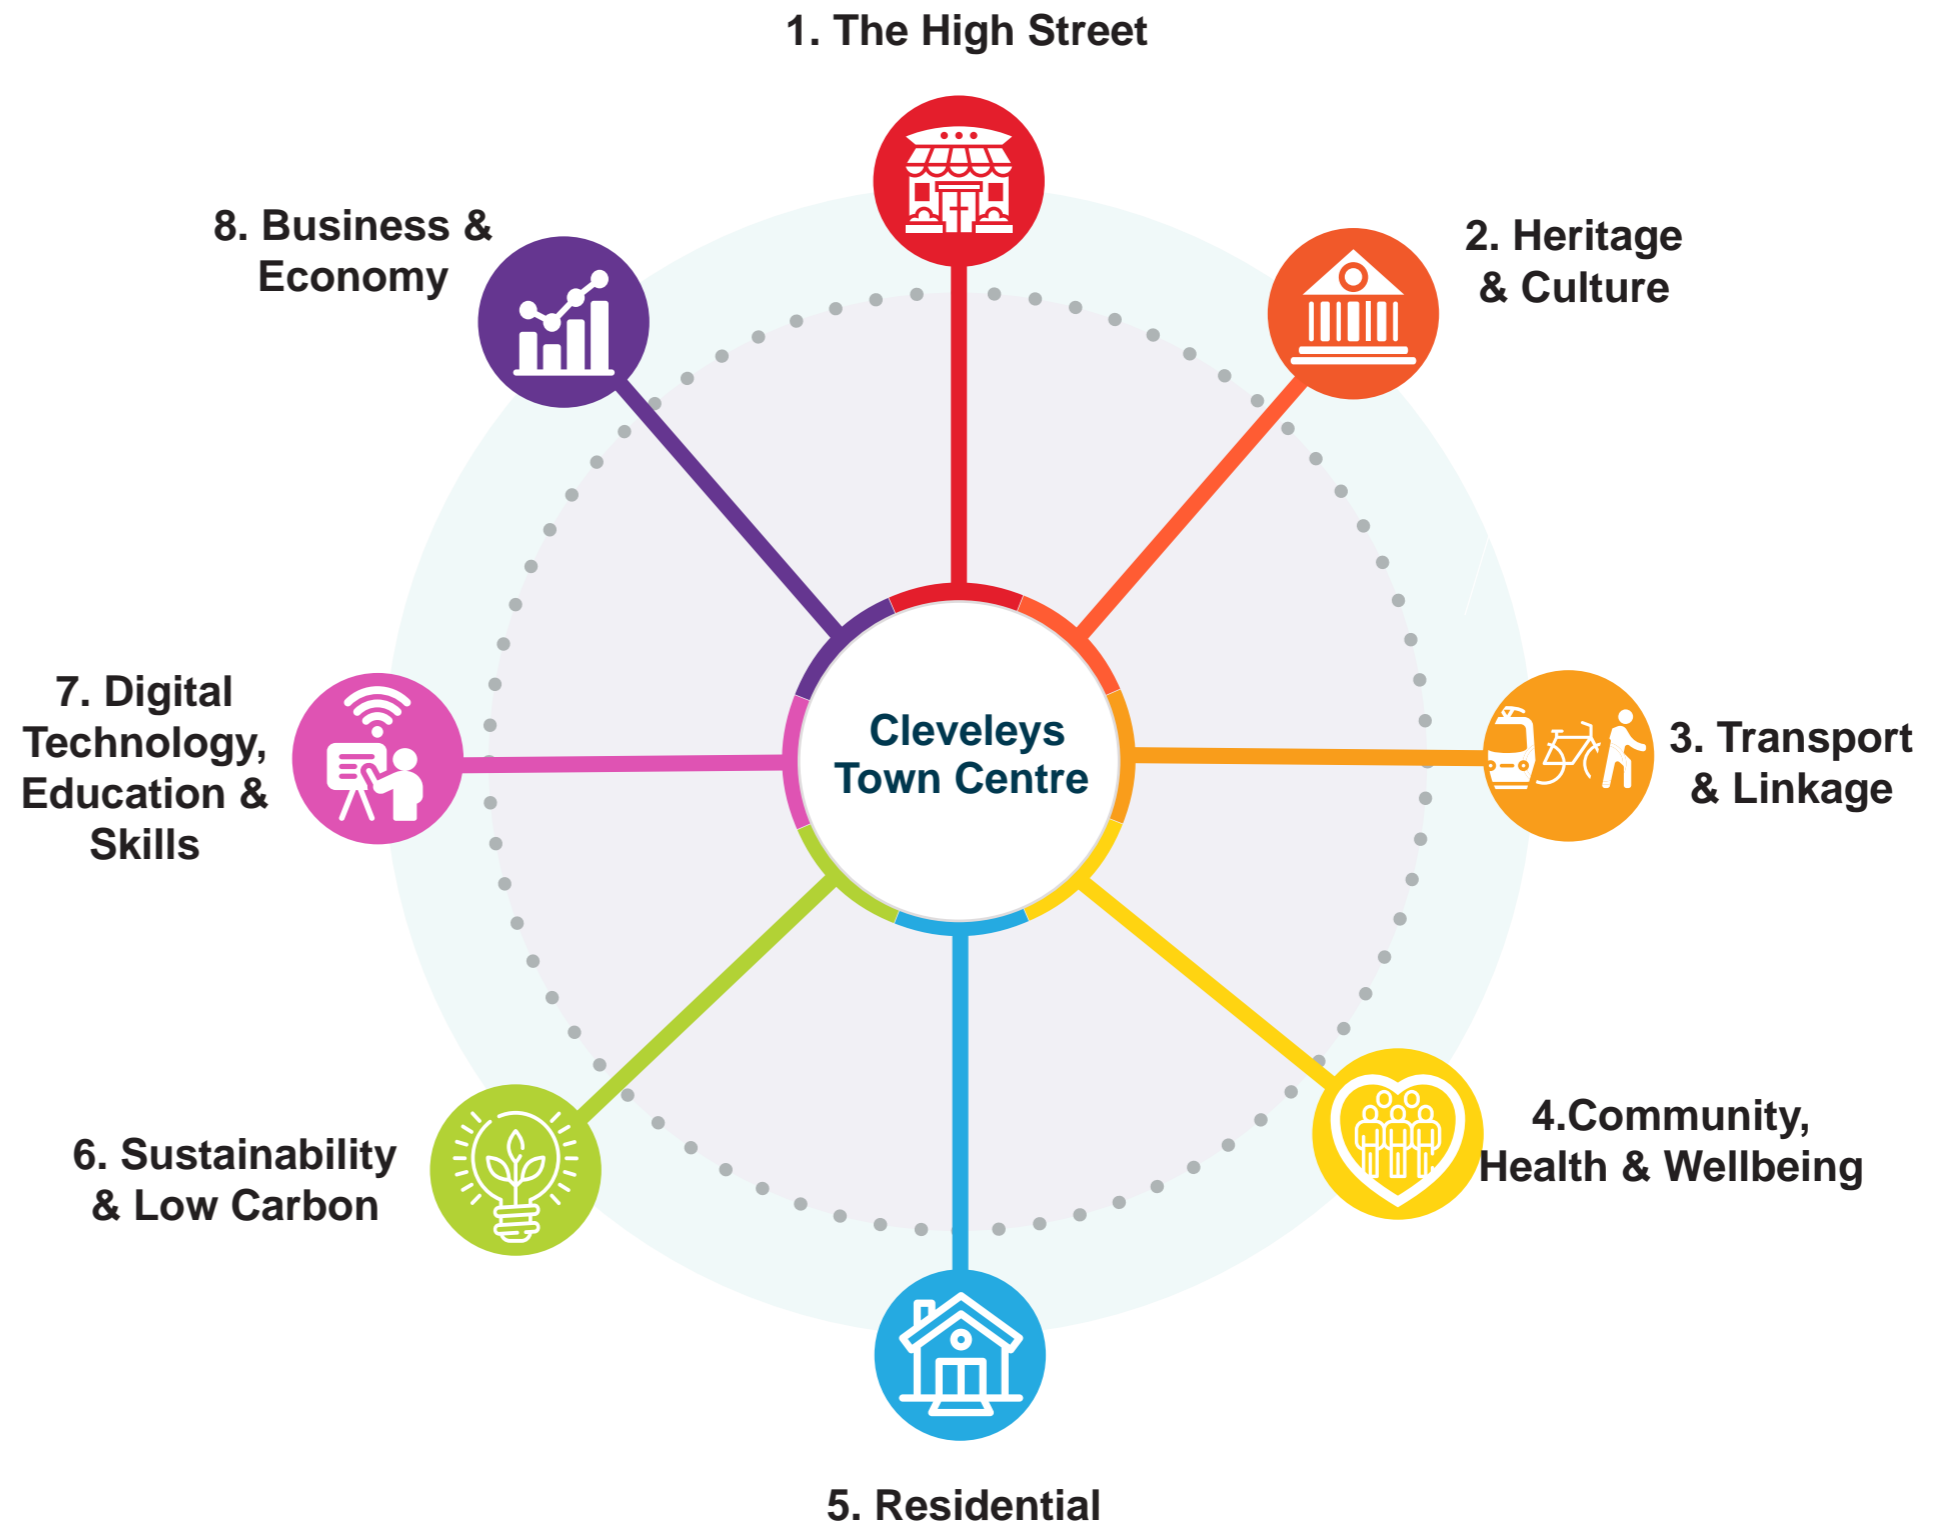 1. The High Street
2. Heritage
& Culture
3. Transport
& Linkage
4.Community,
Health & Wellbeing
5. Residential
6. Sustainability
& Low Carbon
7. Digital
Technology,
Education &
Skills
8. Business &
Economy
Cleveleys
Town Centre